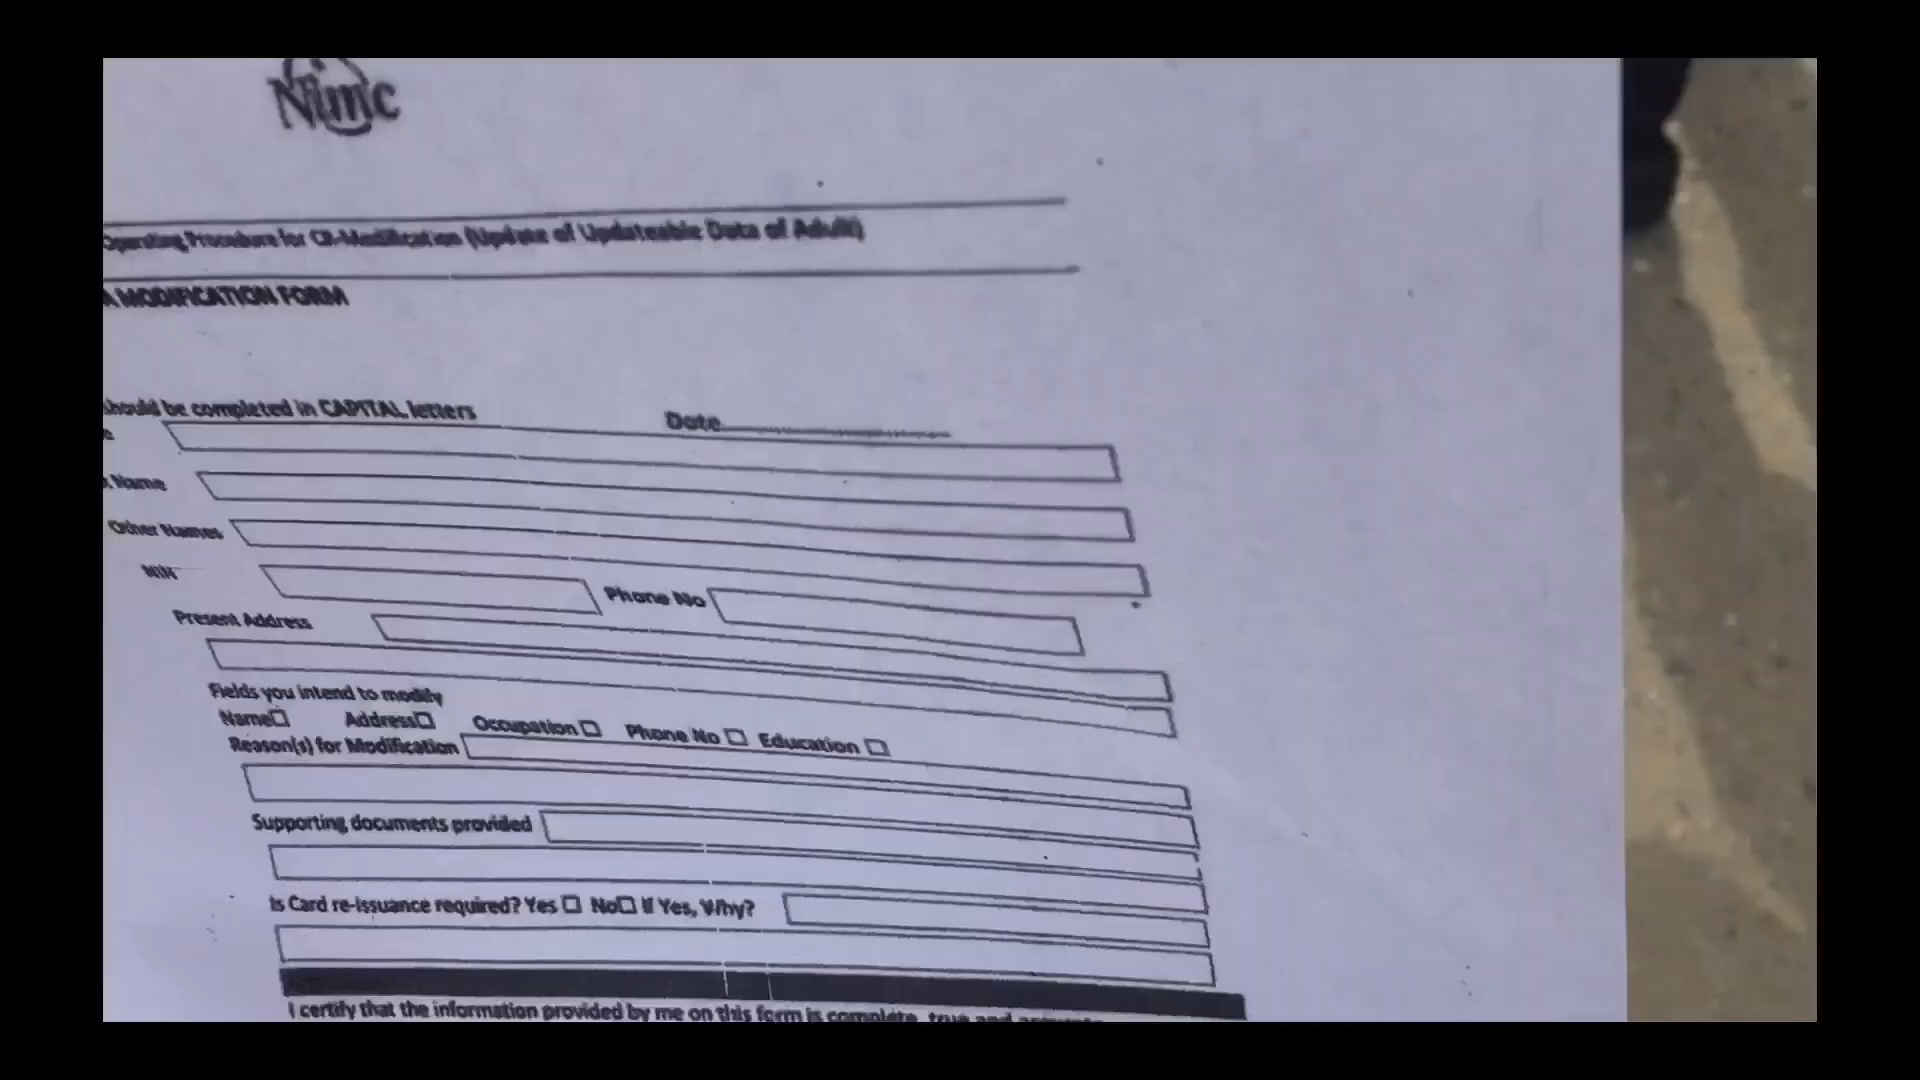 Nimc
Operating Procedure for CR-Modification (Update of Updateable Data of Adult)
A MODIFICATION FORM
should be completed in CAPITAL letters Date
e
t Name
Other Names
NIN
Phone No
Present Address
Fields you intend to modify
Name Address Occupation Phone No Education
Reason(s) for Modification
Supporting documents provided
Is Card re-issuance required? Yes No If Yes, Why?
I certify that the information provided by me on this form is complete, true and accurate